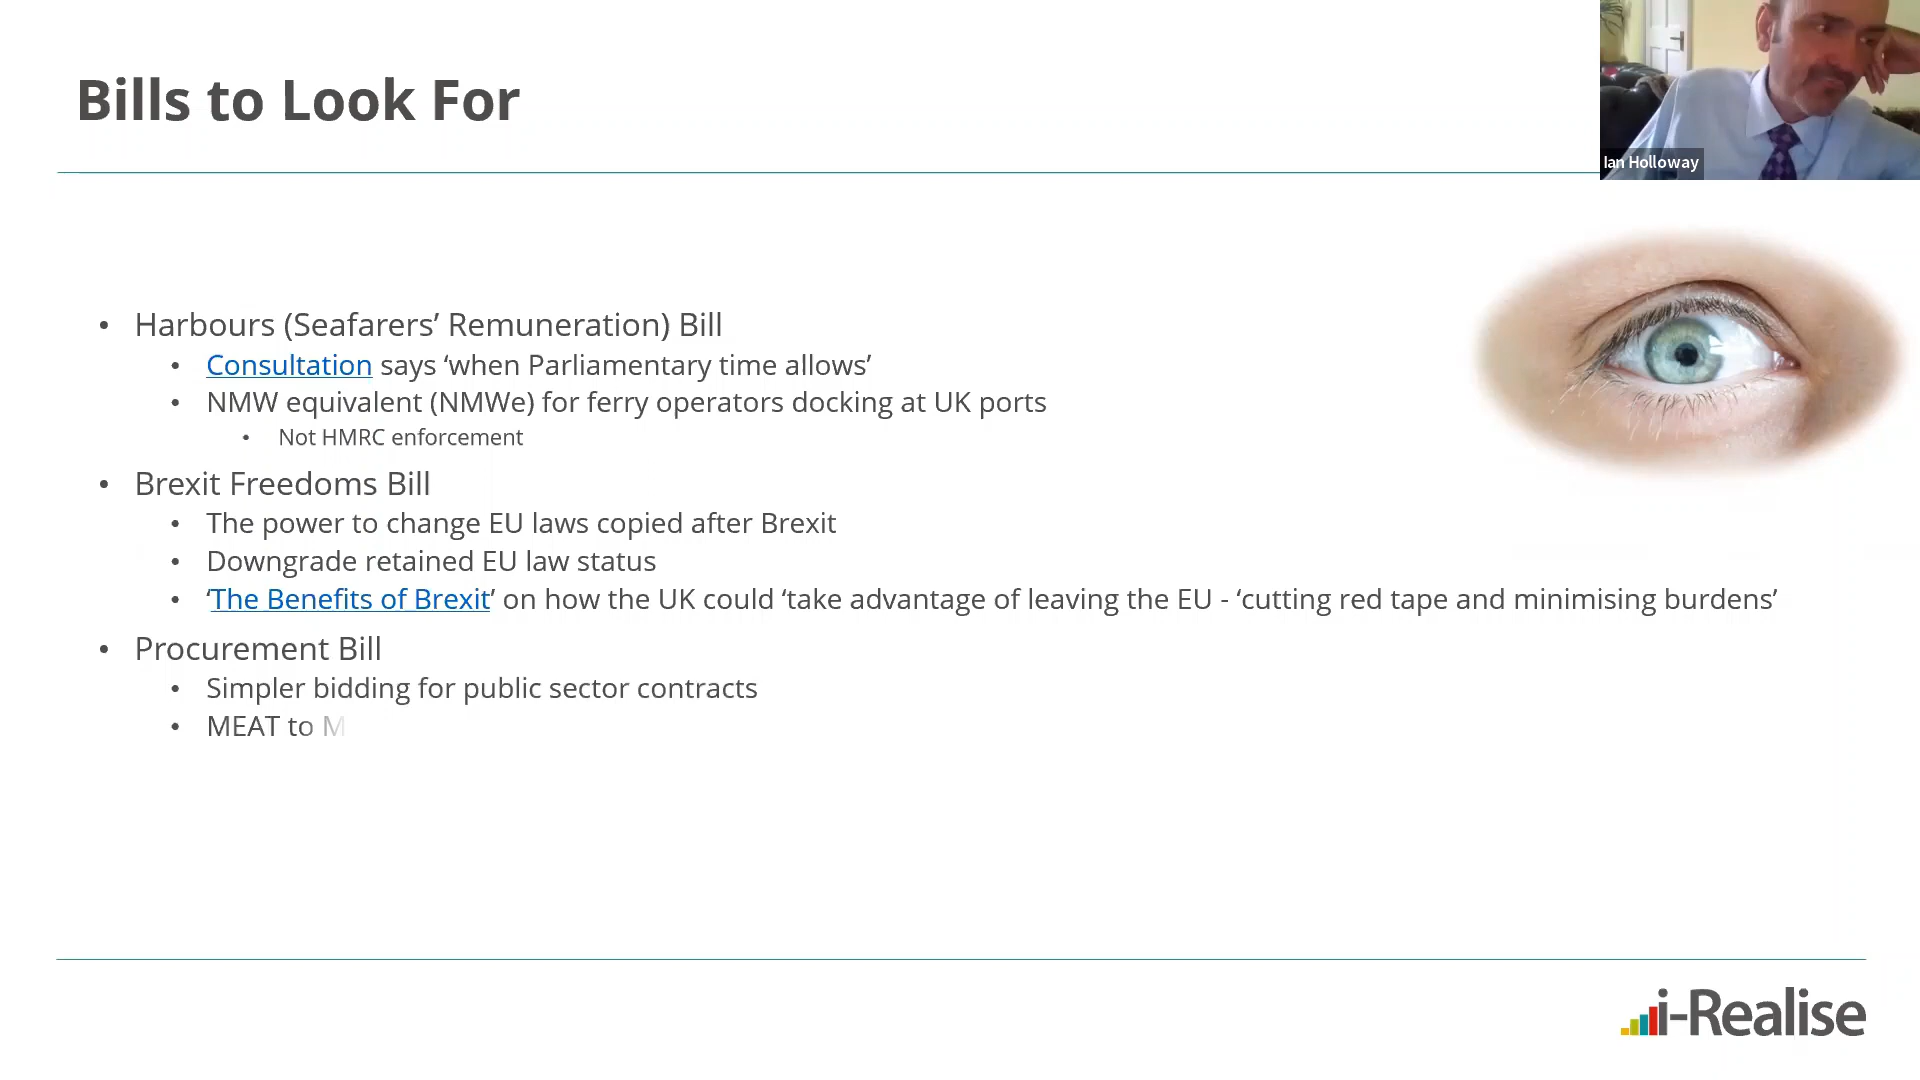 Bills to Look For
Ian Holloway
• Harbours (Seafarers’ Remuneration) Bill
• Consultation says ‘when Parliamentary time allows’
• NMW equivalent (NMWe) for ferry operators docking at UK ports
• Not HMRC enforcement
• Brexit Freedoms Bill
• The power to change EU laws copied after Brexit
• Downgrade retained EU law status
• ‘The Benefits of Brexit’ on how the UK could ‘take advantage of leaving the EU - ‘cutting red tape and minimising burdens’
• Procurement Bill
• Simpler bidding for public sector contracts
• MEAT to M
i-Realise